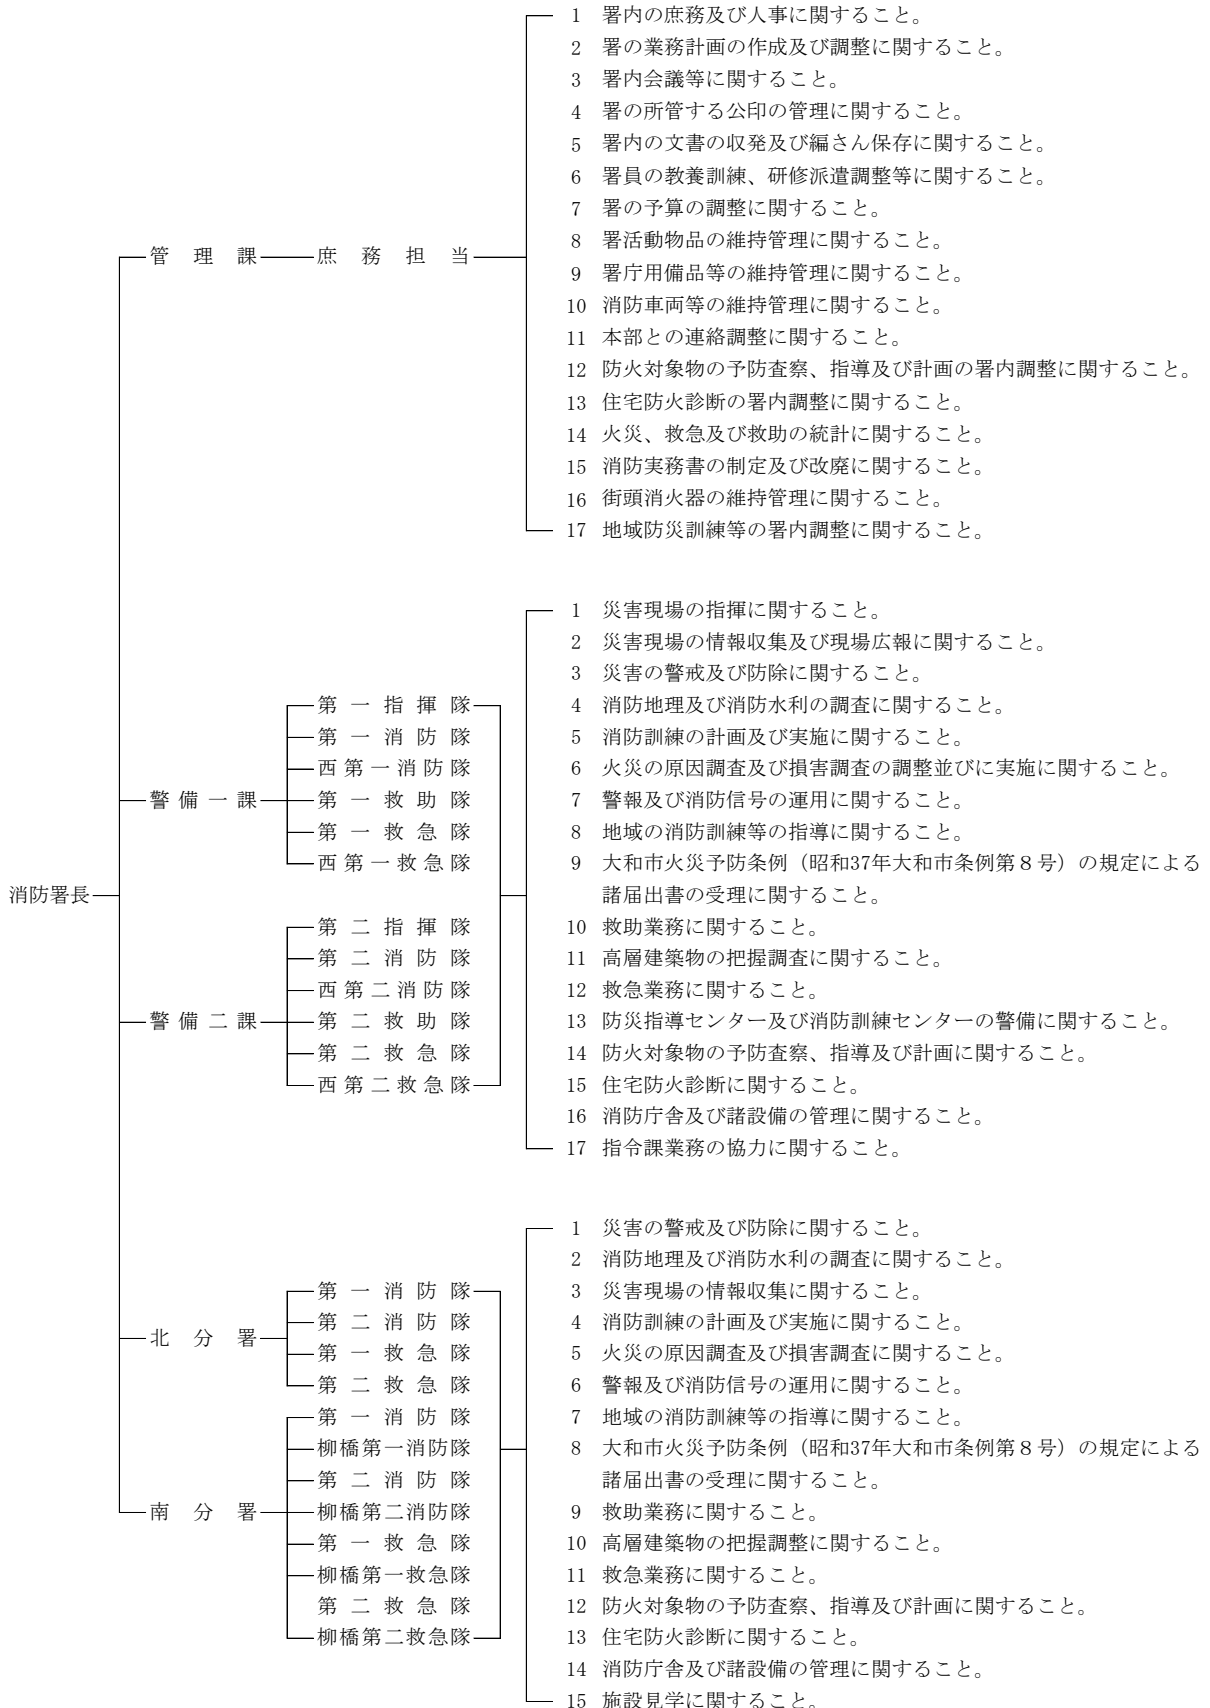 消防署長
管理課
庶務担当
1 署内の庶務及び人事に関すること。
2 署の業務計画の作成及び調整に関すること。
3 署内会議等に関すること。
4 署の所管する公印の管理に関すること。
5 署内の文書の収発及び編さん保存に関すること。
6 署員の教養訓練、研修派遣調整等に関すること。
7 署の予算の調整に関すること。
8 署活動物品の維持管理に関すること。
9 署庁用備品等の維持管理に関すること。
10 消防車両等の維持管理に関すること。
11 本部との連絡調整に関すること。
12 防火対象物の予防査察、指導及び計画の署内調整に関すること。
13 住宅防火診断の署内調整に関すること。
14 火災、救急及び救助の統計に関すること。
15 消防実務書の制定及び改廃に関すること。
16 街頭消火器の維持管理に関すること。
17 地域防災訓練等の署内調整に関すること。
警備一課
第一指揮隊
第一消防隊
西第一消防隊
第一救助隊
第一救急隊
西第一救急隊
警備二課
第二指揮隊
第二消防隊
西第二消防隊
第二救助隊
第二救急隊
西第二救急隊
1 災害現場の指揮に関すること。
2 災害現場の情報収集及び現場広報に関すること。
3 災害の警戒及び防除に関すること。
4 消防地理及び消防水利の調査に関すること。
5 消防訓練の計画及び実施に関すること。
6 火災の原因調査及び損害調査の調整並びに実施に関すること。
7 警報及び消防信号の運用に関すること。
8 地域の消防訓練等の指導に関すること。
9 大和市火災予防条例（昭和37年大和市条例第８号）の規定による
諸届出書の受理に関すること。
10 救助業務に関すること。
11 高層建築物の把握調査に関すること。
12 救急業務に関すること。
13 防災指導センター及び消防訓練センターの警備に関すること。
14 防火対象物の予防査察、指導及び計画に関すること。
15 住宅防火診断に関すること。
16 消防庁舎及び諸設備の管理に関すること。
17 指令課業務の協力に関すること。
北分署
第一消防隊
第二消防隊
第一救急隊
第二救急隊
南分署
第一消防隊
柳橋第一消防隊
第二消防隊
柳橋第二消防隊
第一救急隊
柳橋第一救急隊
第二救急隊
柳橋第二救急隊
1 災害の警戒及び防除に関すること。
2 消防地理及び消防水利の調査に関すること。
3 災害現場の情報収集に関すること。
4 消防訓練の計画及び実施に関すること。
5 火災の原因調査及び損害調査に関すること。
6 警報及び消防信号の運用に関すること。
7 地域の消防訓練等の指導に関すること。
8 大和市火災予防条例（昭和37年大和市条例第８号）の規定による
諸届出書の受理に関すること。
9 救助業務に関すること。
10 高層建築物の把握調整に関すること。
11 救急業務に関すること。
12 防火対象物の予防査察、指導及び計画に関すること。
13 住宅防火診断に関すること。
14 消防庁舎及び諸設備の管理に関すること。
15 施設見学に関すること。